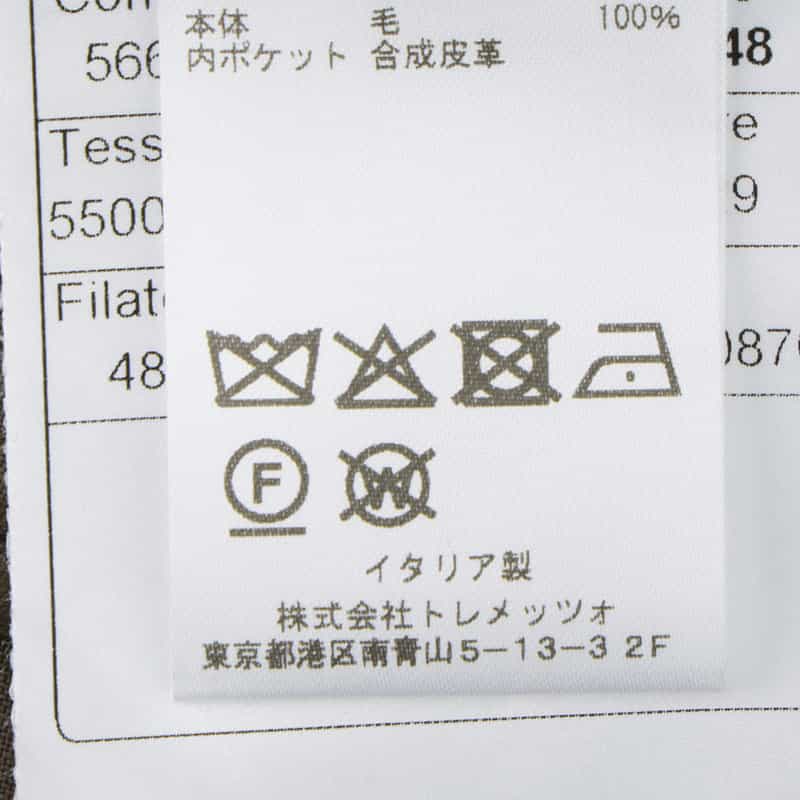 本体 毛 100%
内ポケット 合成皮革
566
48
Tess
5500
9
Filat
48
087
F
W
イタリア製
株式会社トレメッツォ
東京都港区南青山5-13-3 2F